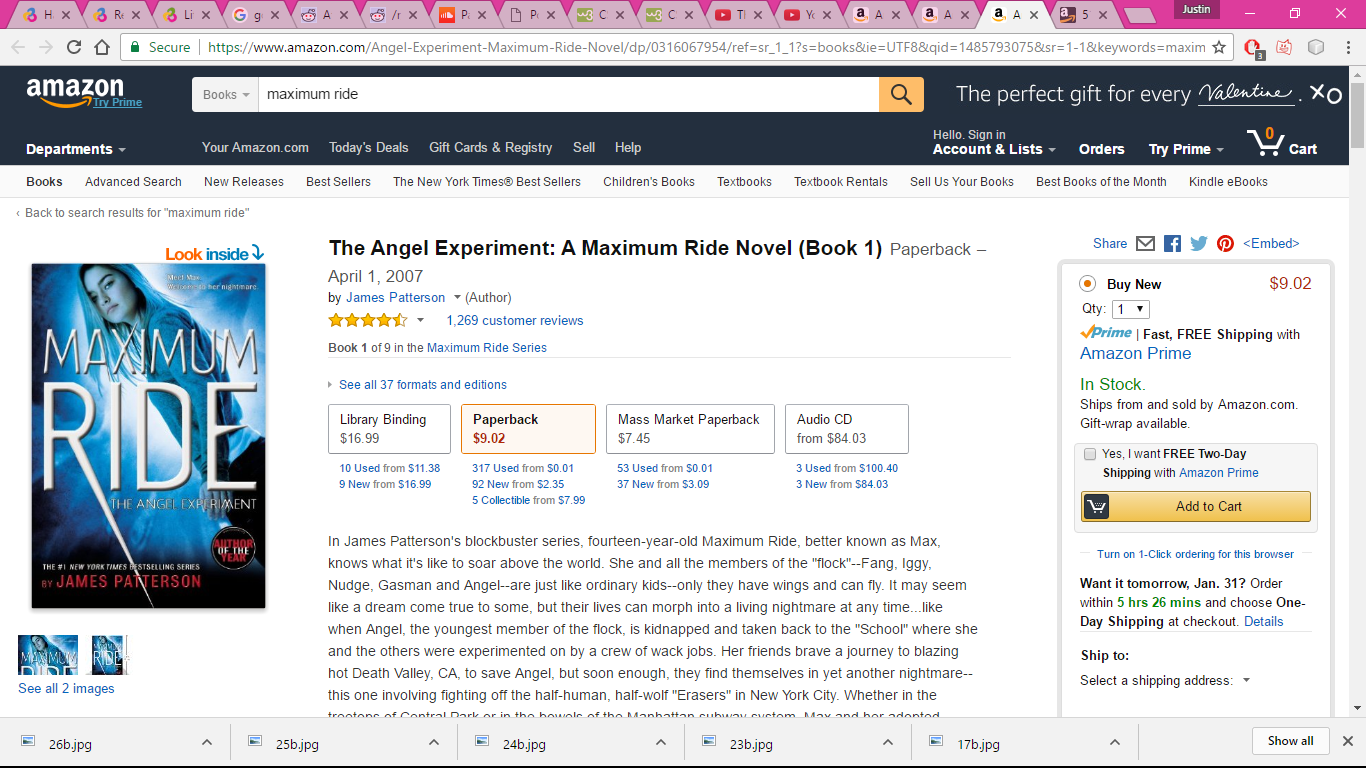 Justin
Secure
https://www.amazon.com/Angel-Experiment-Maximum-Ride-Novel/dp/0316067954/ref=sr_1_1?s=books&ie=UTF8&qid=1485793075&sr=1-1&keywords=maxim
3
amazon
Try Prime
Books
maximum ride
The perfect gift for every Valentine. XO
Departments
Your Amazon.com Today's Deals Gift Cards & Registry Sell Help
Hello. Sign in
Account & Lists
Orders
Try Prime
0
Cart
Books Advanced Search New Releases Best Sellers The New York Times® Best Sellers Children's Books Textbooks Textbook Rentals Sell Us Your Books Best Books of the Month Kindle eBooks
‹ Back to search results for "maximum ride"
Look inside
Meet Max.
Welcome to her nightmare.
MAXIMUM
RIDE
THE ANGEL EXPERIMENT
AUTHOR
OF THE
YEAR
THE #1 NEW YORK TIMES BESTSELLING SERIES
BY JAMES PATTERSON
See all 2 images
The Angel Experiment: A Maximum Ride Novel (Book 1) Paperback –
April 1, 2007
by James Patterson (Author)
1,269 customer reviews
Book 1 of 9 in the Maximum Ride Series
See all 37 formats and editions
Library Binding
$16.99
10 Used from $11.38
9 New from $16.99
Paperback
$9.02
317 Used from $0.01
92 New from $2.35
5 Collectible from $7.99
Mass Market Paperback
$7.45
53 Used from $0.01
37 New from $3.09
Audio CD
from $84.03
3 Used from $100.40
3 New from $84.03
In James Patterson's blockbuster series, fourteen-year-old Maximum Ride, better known as Max,
knows what it's like to soar above the world. She and all the members of the "flock"--Fang, Iggy,
Nudge, Gasman and Angel--are just like ordinary kids--only they have wings and can fly. It may seem
like a dream come true to some, but their lives can morph into a living nightmare at any time...like
when Angel, the youngest member of the flock, is kidnapped and taken back to the "School" where she
and the others were experimented on by a crew of wack jobs. Her friends brave a journey to blazing
hot Death Valley, CA, to save Angel, but soon enough, they find themselves in yet another nightmare--
this one involving fighting off the half-human, half-wolf "Erasers" in New York City. Whether in the
treetops of Central Park or in the bowels of the Manhattan subway system, Max and her adopted
Share <Embed>
Buy New $9.02
Qty: 1
Prime | Fast, FREE Shipping with
Amazon Prime
In Stock.
Ships from and sold by Amazon.com.
Gift-wrap available.
Yes, I want FREE Two-Day
Shipping with Amazon Prime
Add to Cart
Turn on 1-Click ordering for this browser
Want it tomorrow, Jan. 31? Order
within 5 hrs 26 mins and choose One-
Day Shipping at checkout. Details
Ship to:
Select a shipping address:
26b.jpg 25b.jpg 24b.jpg 23b.jpg 17b.jpg Show all